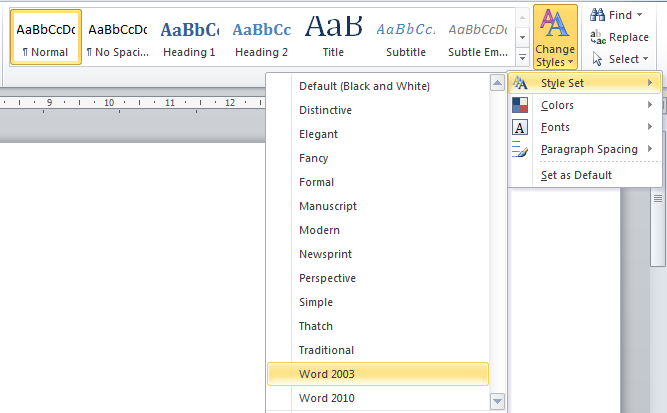 AaBbCcDc AaBbCcDc AaBbCc AaBbCc AaB AaBbCc. AaBbCcDc
¶ Normal ¶ No Spaci... Heading 1 Heading 2 Title Subtitle Subtle Em...
Change Styles
Find
Replace
Select
9 10 11 12
Style Set
Colors
Fonts
Paragraph Spacing
Set as Default
Default (Black and White)
Distinctive
Elegant
Fancy
Formal
Manuscript
Modern
Newsprint
Perspective
Simple
Thatch
Traditional
Word 2003
Word 2010